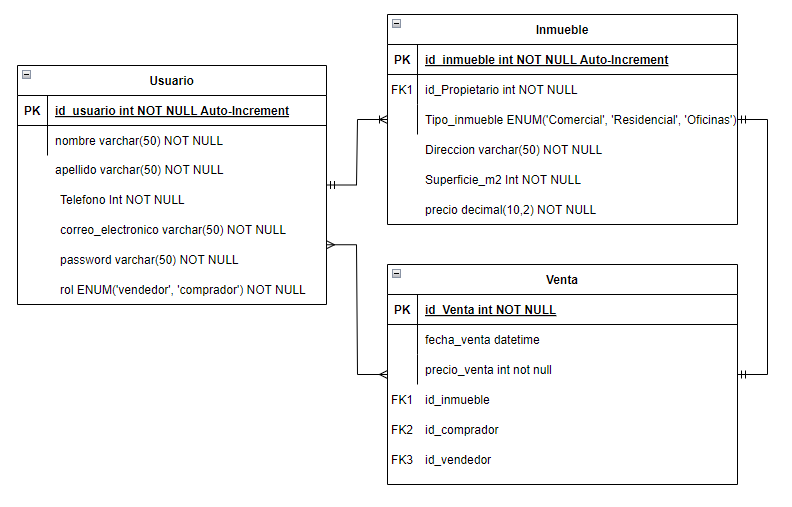 Usuario
PK id_usuario int NOT NULL Auto-Increment
nombre varchar(50) NOT NULL
apellido varchar(50) NOT NULL
Telefono Int NOT NULL
correo_electronico varchar(50) NOT NULL
password varchar(50) NOT NULL
rol ENUM('vendedor', 'comprador') NOT NULL
Inmueble
PK id_inmueble int NOT NULL Auto-Increment
FK1 id_Propietario int NOT NULL
Tipo_inmueble ENUM('Comercial', 'Residencial', 'Oficinas')
Direccion varchar(50) NOT NULL
Superficie_m2 Int NOT NULL
precio decimal(10,2) NOT NULL
Venta
PK id_Venta int NOT NULL
fecha_venta datetime
precio_venta int not null
FK1 id_inmueble
FK2 id_comprador
FK3 id_vendedor